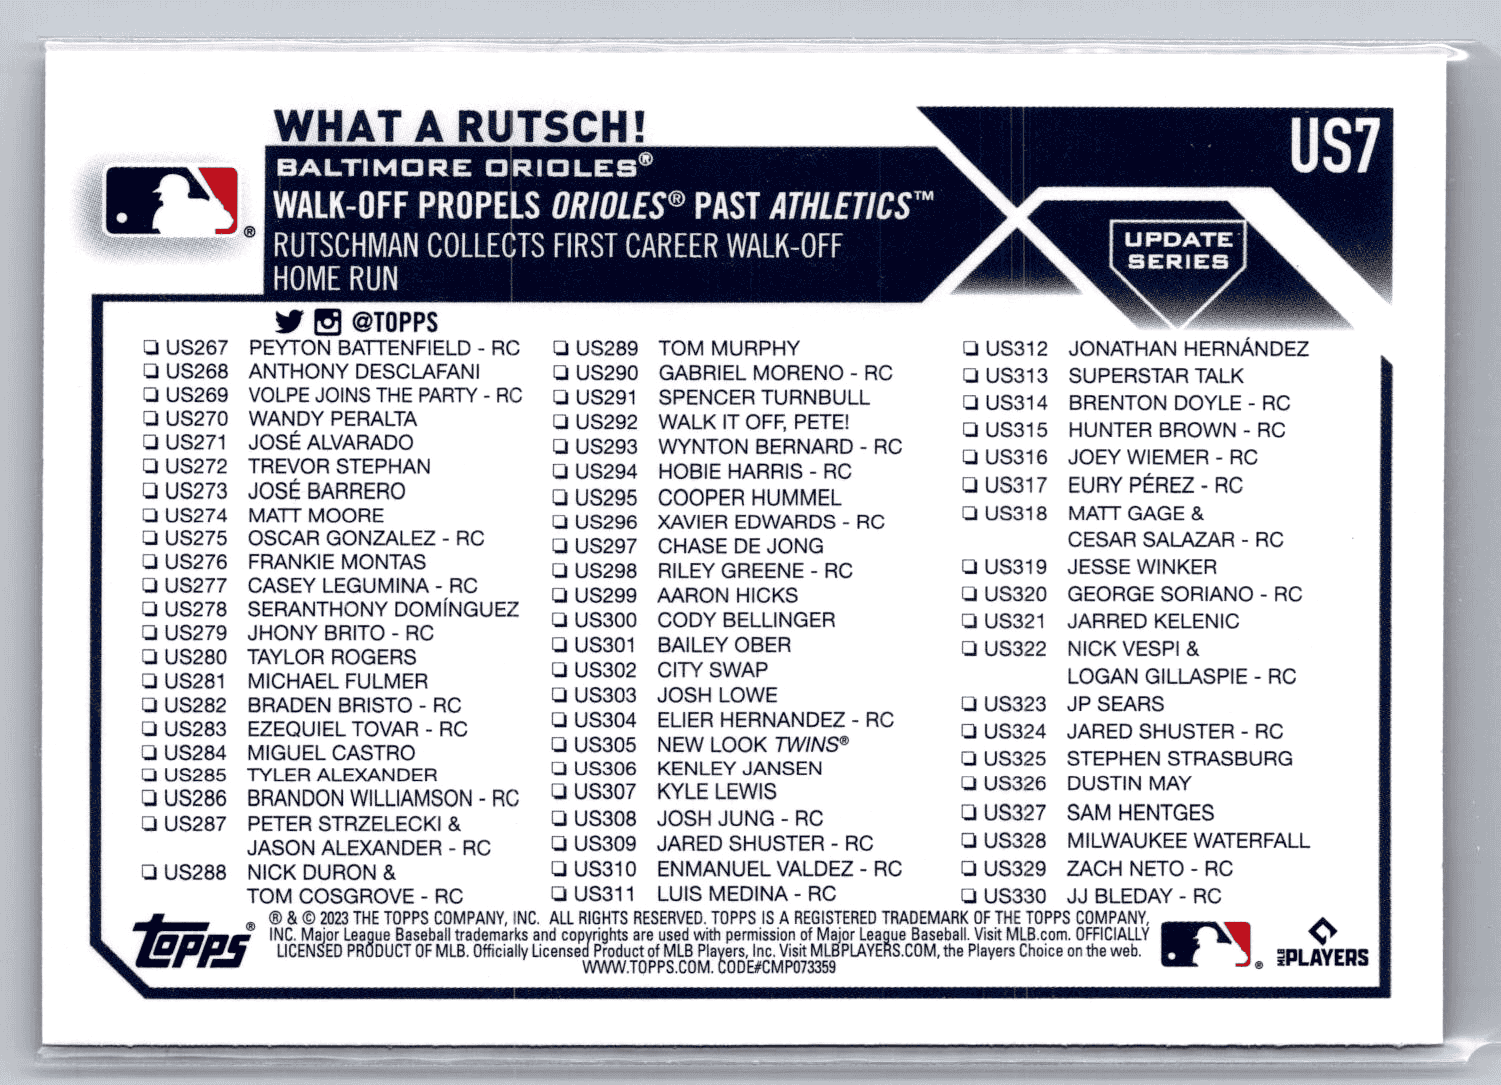 WHAT A RUTSCH!
US7
BALTIMORE ORIOLES®
WALK-OFF PROPELS ORIOLES® PAST ATHLETICS™
RUTSCHMAN COLLECTS FIRST CAREER WALK-OFF
HOME RUN
UPDATE
SERIES
®
@TOPPS
US267 PEYTON BATTENFIELD - RC
US268 ANTHONY DESCLAFANI
US269 VOLPE JOINS THE PARTY - RC
US270 WANDY PERALTA
US271 JOSÉ ALVARADO
US272 TREVOR STEPHAN
US273 JOSÉ BARRERO
US274 MATT MOORE
US275 OSCAR GONZALEZ - RC
US276 FRANKIE MONTAS
US277 CASEY LEGUMINA - RC
US278 SERANTHONY DOMÍNGUEZ
US279 JHONY BRITO - RC
US280 TAYLOR ROGERS
US281 MICHAEL FULMER
US282 BRADEN BRISTO - RC
US283 EZEQUIEL TOVAR - RC
US284 MIGUEL CASTRO
US285 TYLER ALEXANDER
US286 BRANDON WILLIAMSON - RC
US287 PETER STRZELECKI &
JASON ALEXANDER - RC
US288 NICK DURON &
TOM COSGROVE - RC
US289 TOM MURPHY
US290 GABRIEL MORENO - RC
US291 SPENCER TURNBULL
US292 WALK IT OFF, PETE!
US293 WYNTON BERNARD - RC
US294 HOBIE HARRIS - RC
US295 COOPER HUMMEL
US296 XAVIER EDWARDS - RC
US297 CHASE DE JONG
US298 RILEY GREENE - RC
US299 AARON HICKS
US300 CODY BELLINGER
US301 BAILEY OBER
US302 CITY SWAP
US303 JOSH LOWE
US304 ELIER HERNANDEZ - RC
US305 NEW LOOK TWINS®
US306 KENLEY JANSEN
US307 KYLE LEWIS
US308 JOSH JUNG - RC
US309 JARED SHUSTER - RC
US310 ENMANUEL VALDEZ - RC
US311 LUIS MEDINA - RC
US312 JONATHAN HERNÁNDEZ
US313 SUPERSTAR TALK
US314 BRENTON DOYLE - RC
US315 HUNTER BROWN - RC
US316 JOEY WIEMER - RC
US317 EURY PÉREZ - RC
US318 MATT GAGE &
CESAR SALAZAR - RC
US319 JESSE WINKER
US320 GEORGE SORIANO - RC
US321 JARRED KELENIC
US322 NICK VESPI &
LOGAN GILLASPIE - RC
US323 JP SEARS
US324 JARED SHUSTER - RC
US325 STEPHEN STRASBURG
US326 DUSTIN MAY
US327 SAM HENTGES
US328 MILWAUKEE WATERFALL
US329 ZACH NETO - RC
US330 JJ BLEDAY - RC
TOPPS®
® & © 2023 THE TOPPS COMPANY, INC. ALL RIGHTS RESERVED. TOPPS IS A REGISTERED TRADEMARK OF THE TOPPS COMPANY,
INC. Major League Baseball trademarks and copyrights are used with permission of Major League Baseball. Visit MLB.com. OFFICIALLY
LICENSED PRODUCT OF MLB. Officially Licensed Product of MLB Players, Inc. Visit MLBPLAYERS.COM, the Players Choice on the web.
WWW.TOPPS.COM. CODE#CMP073359
®
MLB PLAYERS